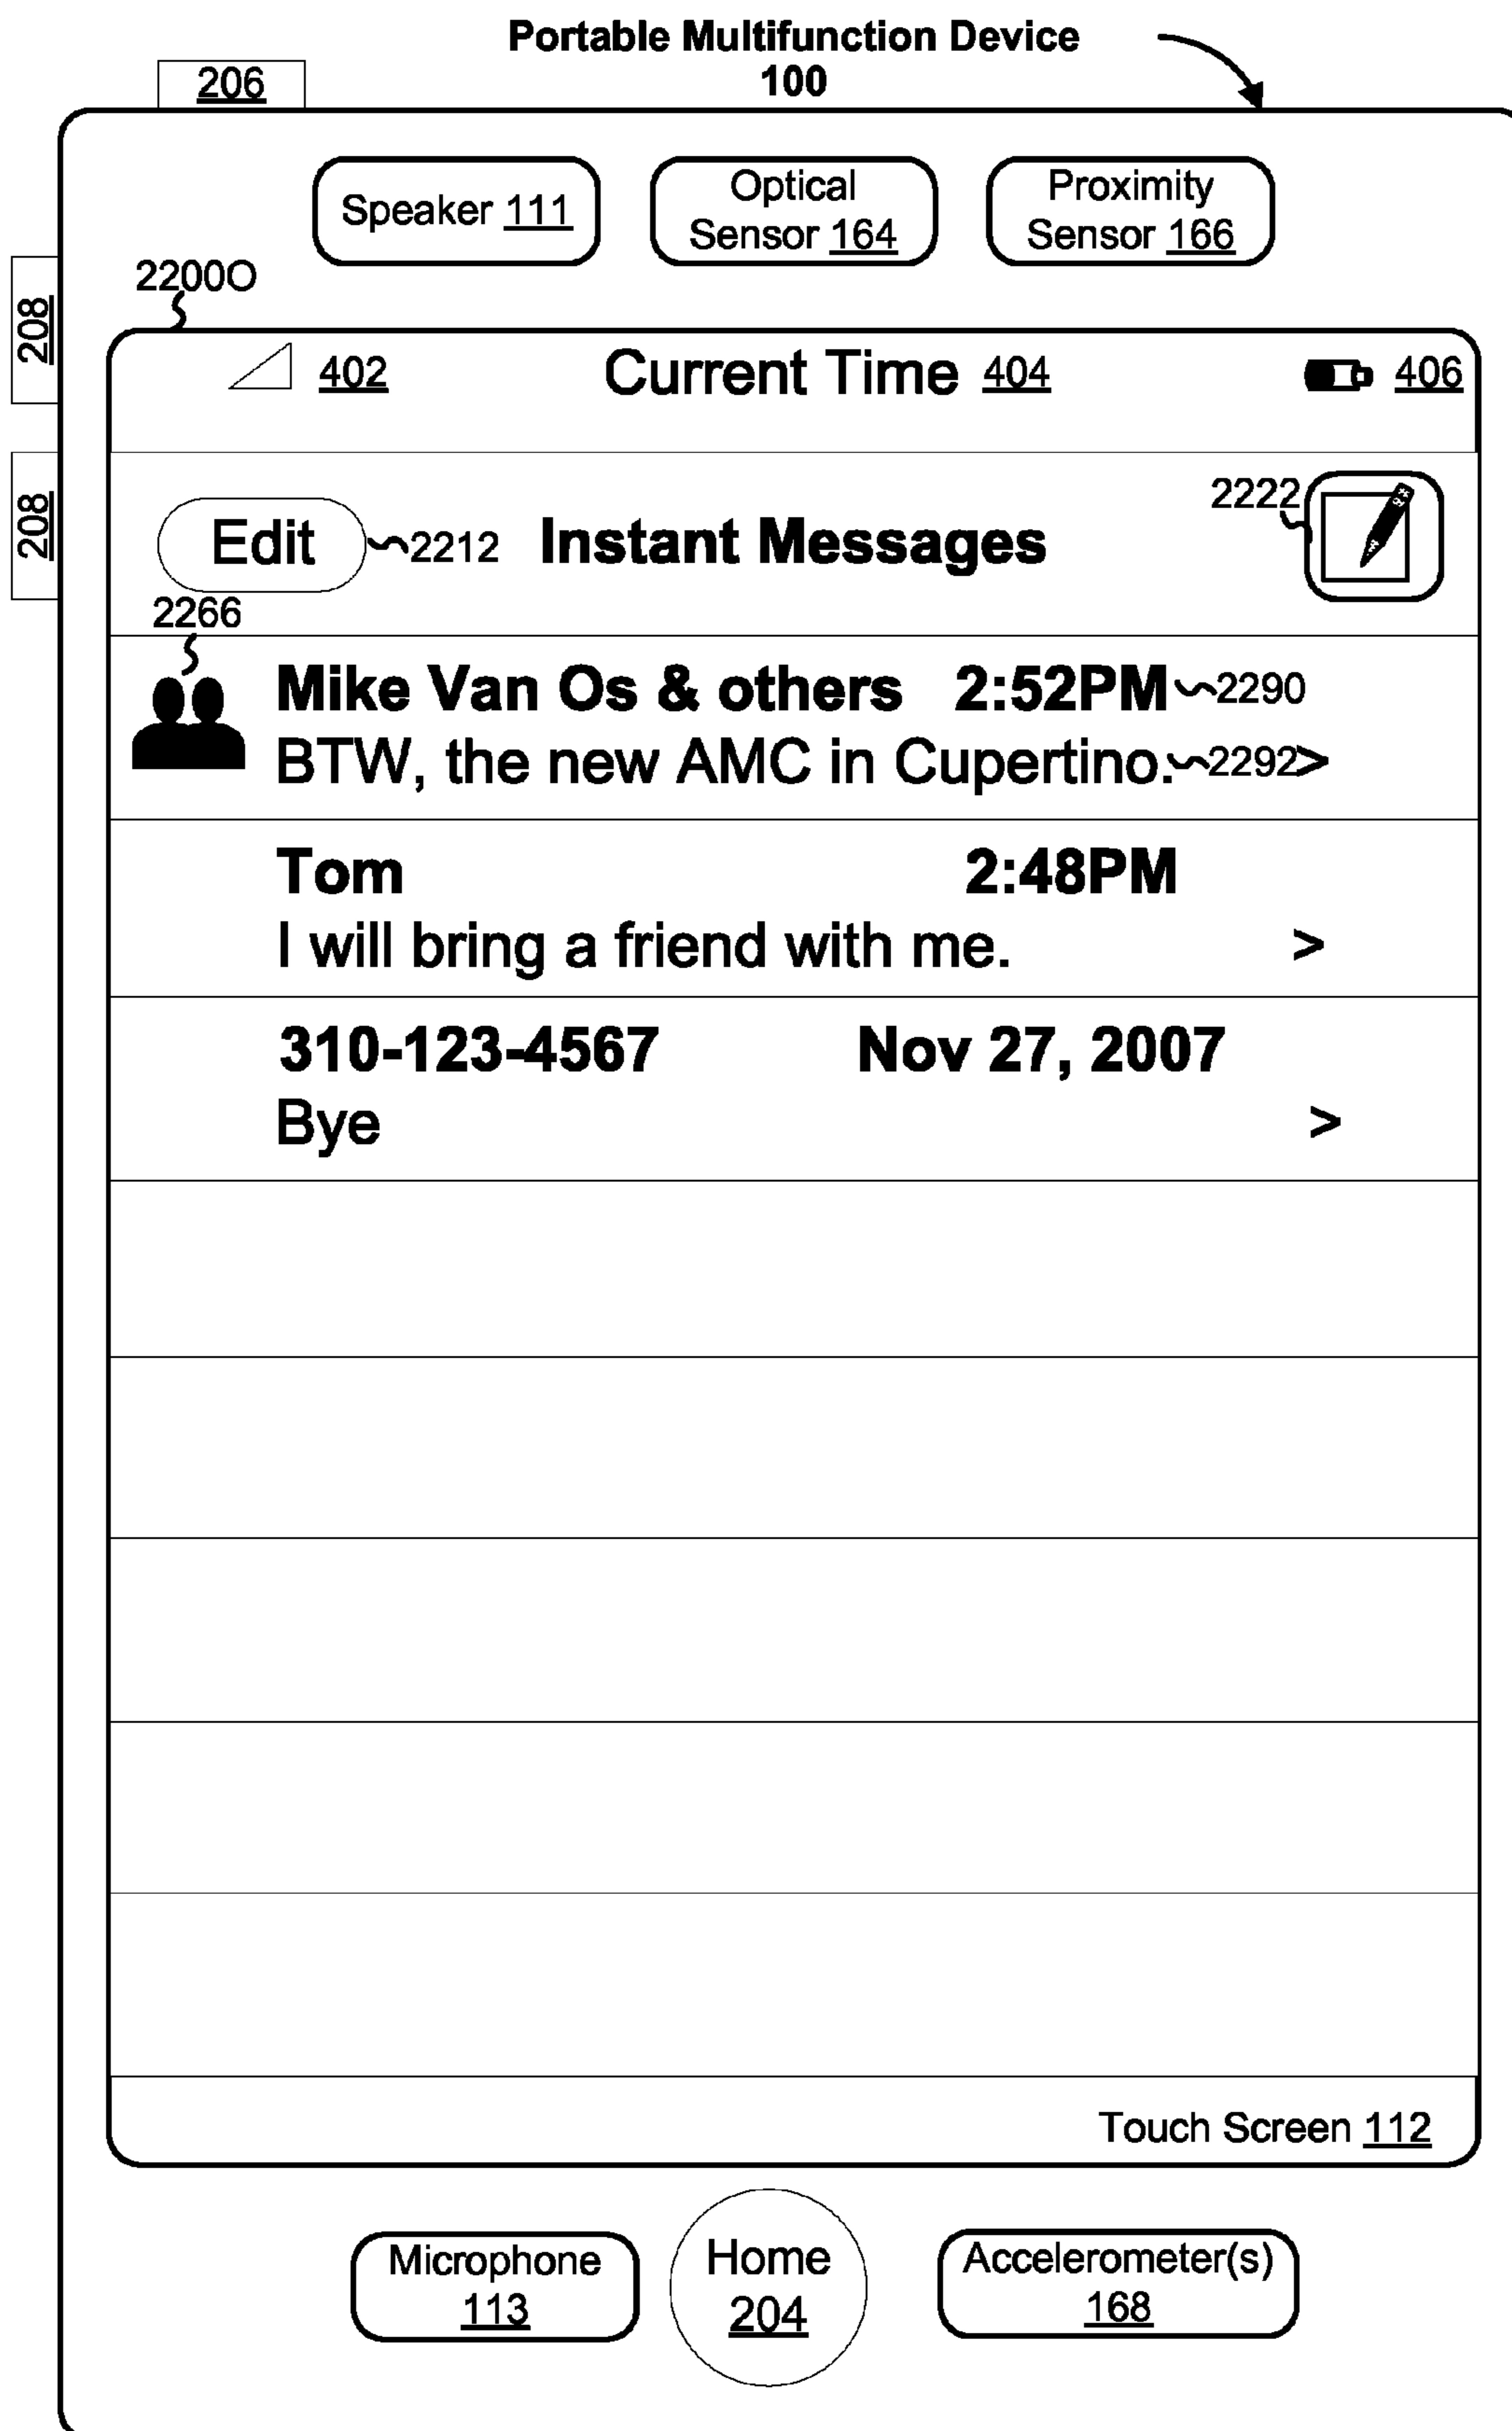 Portable Multifunction Device
100
206
Speaker 111
Optical
Sensor 164
Proximity
Sensor 166
2200O
208
402
Current Time 404
406
208
Edit
2212
Instant Messages
2222
2266
Mike Van Os & others 2:52PM 2290
BTW, the new AMC in Cupertino. 2292 >
Tom 2:48PM
I will bring a friend with me. >
310-123-4567 Nov 27, 2007
Bye >
Touch Screen 112
Microphone
113
Home
204
Accelerometer(s)
168